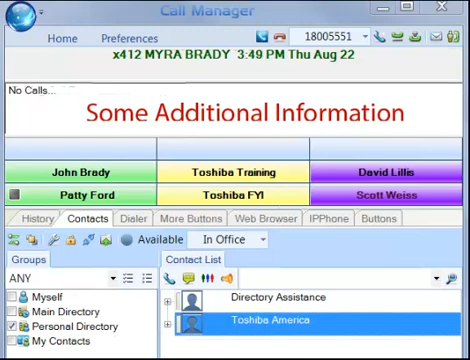 Call Manager
Home Preferences 18005551
x412 MYRA BRADY 3:49 PM Thu Aug 22
No Calls...
Some Additional Information
John Brady Toshiba Training David Lillis
Patty Ford Toshiba FYI Scott Weiss
History Contacts Dialer More Buttons Web Browser IPPhone Buttons
Available In Office
Groups Contact List
ANY
Myself Directory Assistance
Main Directory Toshiba America
Personal Directory
My Contacts